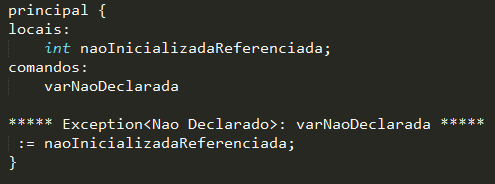 principal {
locais:
int naoInicializadaReferenciada;
comandos:
varNaoDeclarada
***** Exception<Nao Declarado>: varNaoDeclarada *****
:= naoInicializadaReferenciada;
}